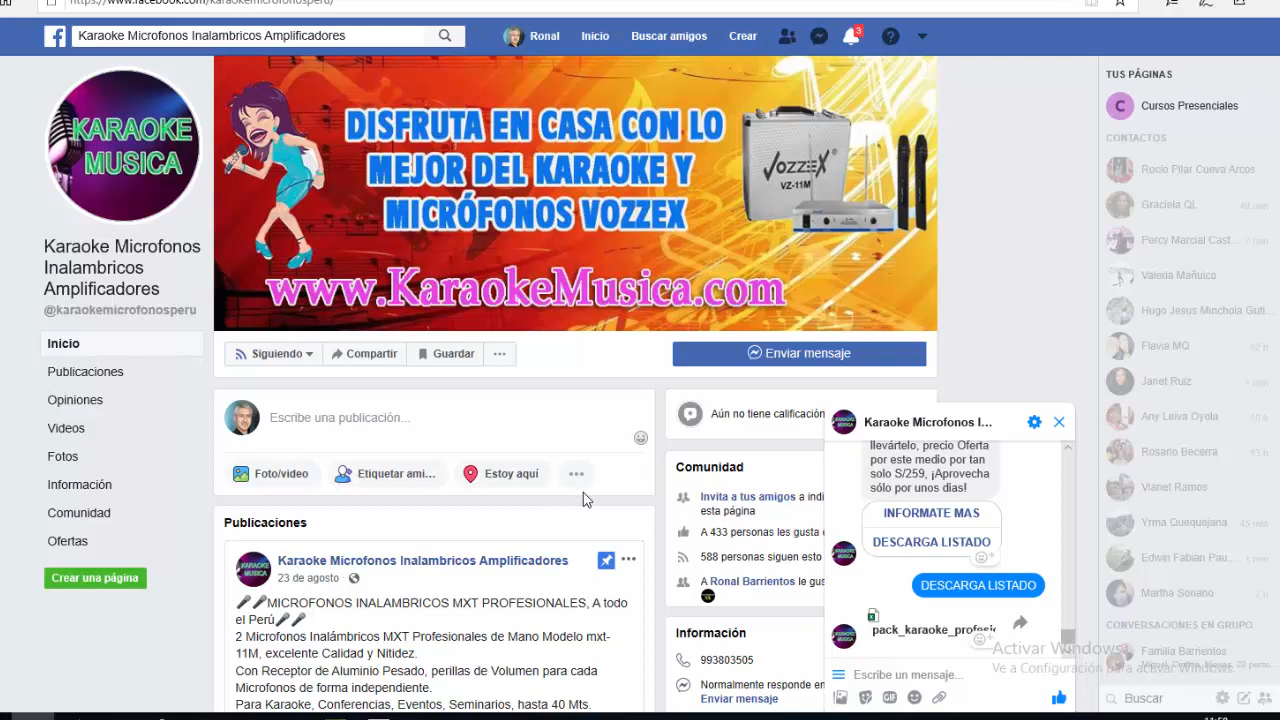 https://www.facebook.com/karaokemicrofonosperu/
Karaoke Microfonos Inalambricos Amplificadores
Ronal
Inicio
Buscar amigos
Crear
3
KARAOKE
MUSICA
DISFRUTA EN CASA CON LO
MEJOR DEL KARAOKE Y
MICRÓFONOS VOZZEX
www.KaraokeMusica.com
VOZZEX
VZ-11M
Karaoke Microfonos
Inalambricos
Amplificadores
@karaokemicrofonosperu
Inicio
Publicaciones
Opiniones
Videos
Fotos
Información
Comunidad
Ofertas
Crear una página
Siguiendo
Compartir
Guardar
Enviar mensaje
Escribe una publicación...
Foto/video
Etiquetar ami...
Estoy aquí
Publicaciones
Karaoke Microfonos Inalambricos Amplificadores
23 de agosto
🎤🎤MICROFONOS INALAMBRICOS MXT PROFESIONALES, A todo
el Perú🎤🎤
2 Microfonos Inalámbricos MXT Profesionales de Mano Modelo mxt-
11M, excelente Calidad y Nitidez.
Con Receptor de Aluminio Pesado, perillas de Volumen para cada
Microfonos de forma independiente.
Para Karaoke, Conferencias, Eventos, Seminarios, hasta 40 Mts.
Aún no tiene calificación
Comunidad
Invita a tus amigos a indi
esta página
A 433 personas les gusta
588 personas siguen esto
A Ronal Barrientos le gus
Información
993803505
Normalmente responde en
Enviar mensaje
Karaoke Microfonos I...
llevártelo, precio Oferta
por este medio por tan
solo S/259, ¡Aprovecha
sólo por unos dias!
INFORMATE MAS
DESCARGA LISTADO
DESCARGA LISTADO
pack_karaoke_profesic
Escribe un mensaje...
TUS PÁGINAS
C
Cursos Presenciales
CONTACTOS
Rocio Pilar Cueva Arcos
Graciela QL
Percy Marcial Cast...
Valeria Mañuico
Hugo Jesus Minchola Guti...
Flavia MQ
Janet Ruiz
Any Leiva Oyola
Rosario Becerra
Vianet Ramos
Yrma Quequejana
Edwin Fabian Pau...
Martha Soriano
CONVERSACIONES EN GRUPO
Familia Barrientos
Activar Windows
Ve a Configuración para activar Windows.
Buscar